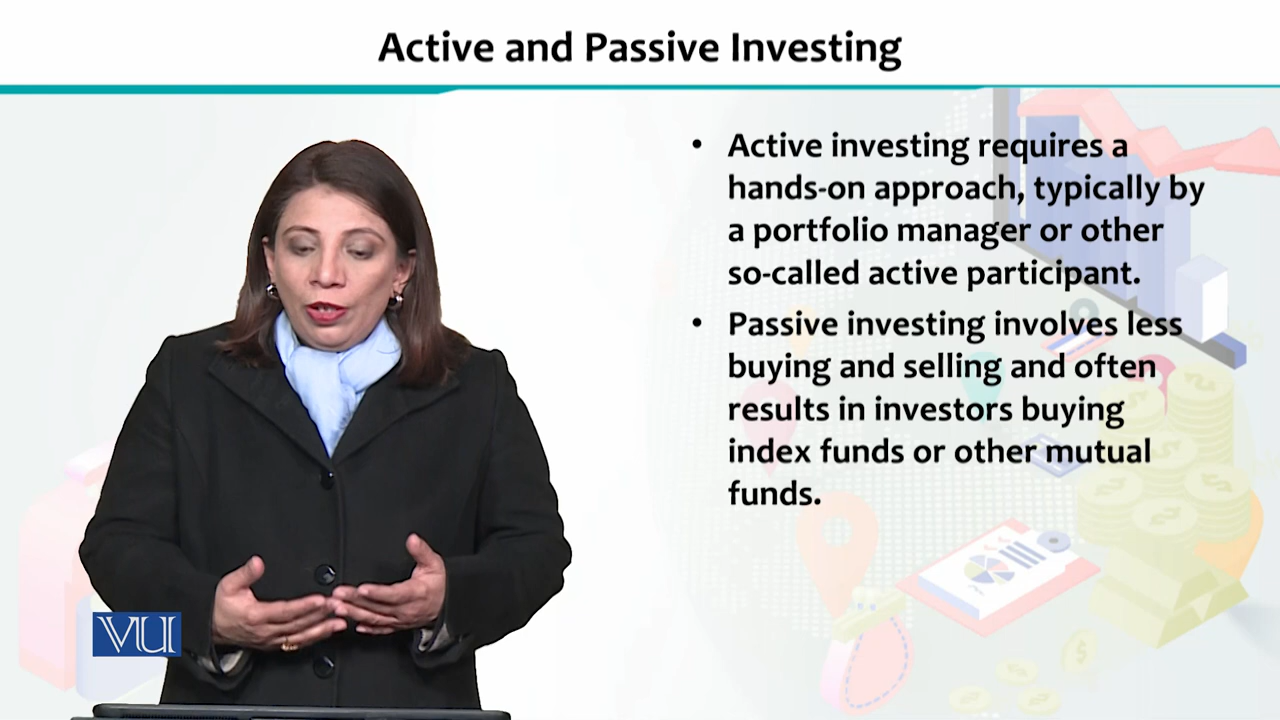 Active and Passive Investing
• Active investing requires a
hands-on approach, typically by
a portfolio manager or other
so-called active participant.
• Passive investing involves less
buying and selling and often
results in investors buying
index funds or other mutual
funds.
VU